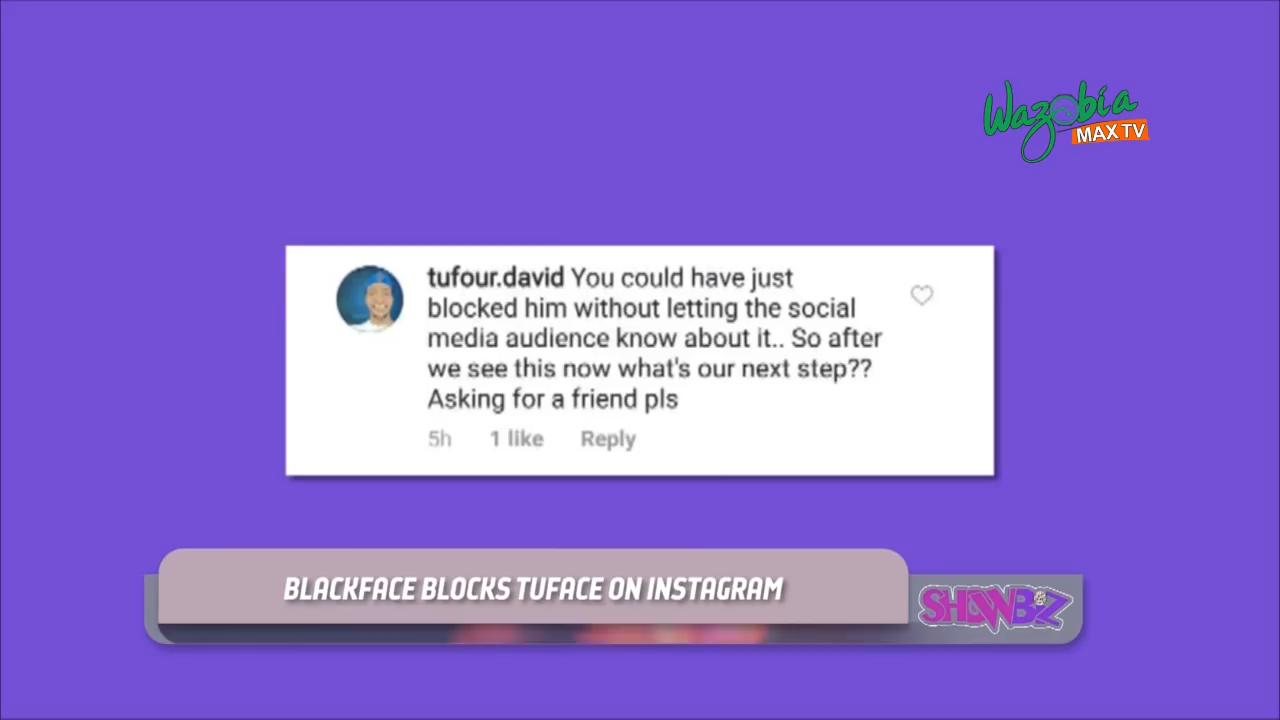 Wazobia
MAX TV
tufour.david You could have just
blocked him without letting the social
media audience know about it.. So after
we see this now what's our next step??
Asking for a friend pls
5h 1 like Reply
BLACKFACE BLOCKS TUFACE ON INSTAGRAM
SHOWBIZ